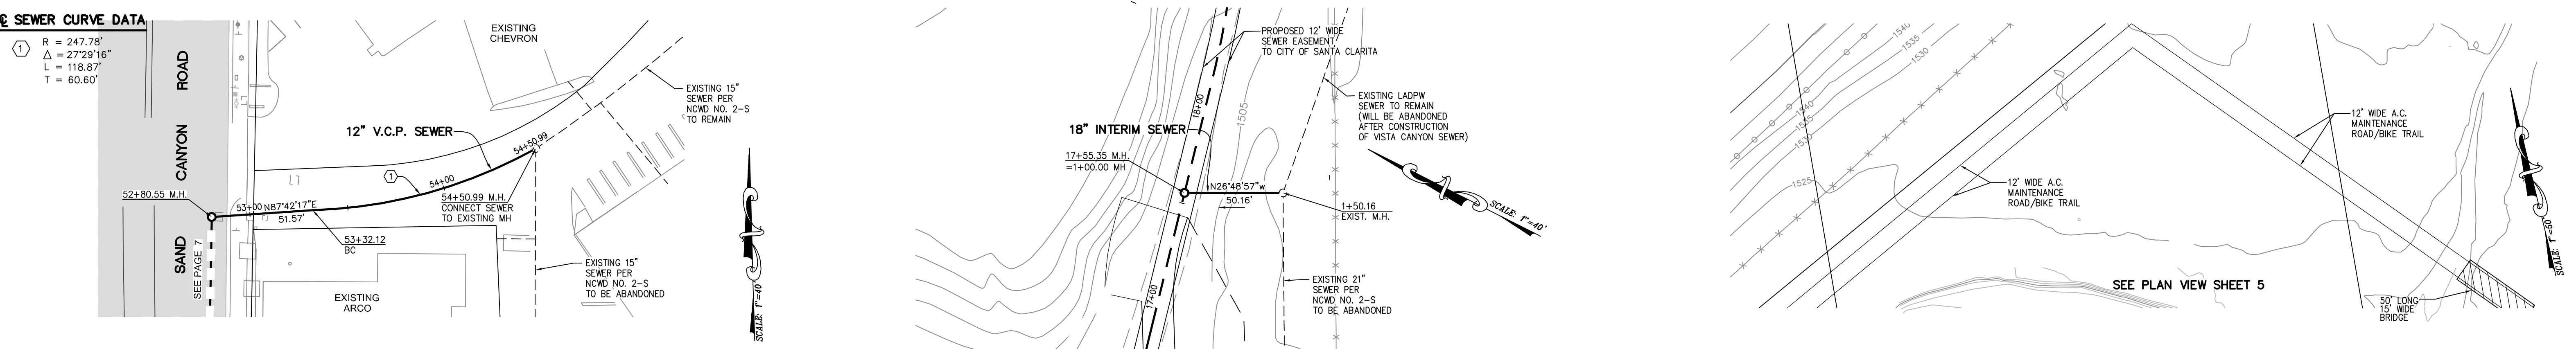 ℄ SEWER CURVE DATA
1
R = 247.78'
Δ = 27°29'16"
L = 118.87'
T = 60.60'
SAND CANYON ROAD
SEE PAGE 7
52+80.55 M.H.
53+00
N87°42'17"E
51.57'
53+32.12
BC
1
54+00
54+50.99
12" V.C.P. SEWER
54+50.99 M.H.
CONNECT SEWER
TO EXISTING MH
EXISTING
CHEVRON
EXISTING
ARCO
EXISTING 15"
SEWER PER
NCWD NO. 2-S
TO REMAIN
EXISTING 15"
SEWER PER
NCWD NO. 2-S
TO BE ABANDONED
SCALE: 1"=40'
PROPOSED 12' WIDE
SEWER EASEMENT
TO CITY OF SANTA CLARITA
18+00
1505
18" INTERIM SEWER
17+55.35 M.H.
=1+00.00 MH
N26°48'57"W
50.16'
17+00
EXISTING LADPW
SEWER TO REMAIN
(WILL BE ABANDONED
AFTER CONSTRUCTION
OF VISTA CANYON SEWER)
1+50.16
EXIST. M.H.
EXISTING 21"
SEWER PER
NCWD NO. 2-S
TO BE ABANDONED
SCALE: 1"=40'
1540
1535
1530
1540
1535
1530
1525
12' WIDE A.C.
MAINTENANCE
ROAD/BIKE TRAIL
12' WIDE A.C.
MAINTENANCE
ROAD/BIKE TRAIL
SEE PLAN VIEW SHEET 5
50' LONG
15' WIDE
BRIDGE
SCALE: 1"=50'